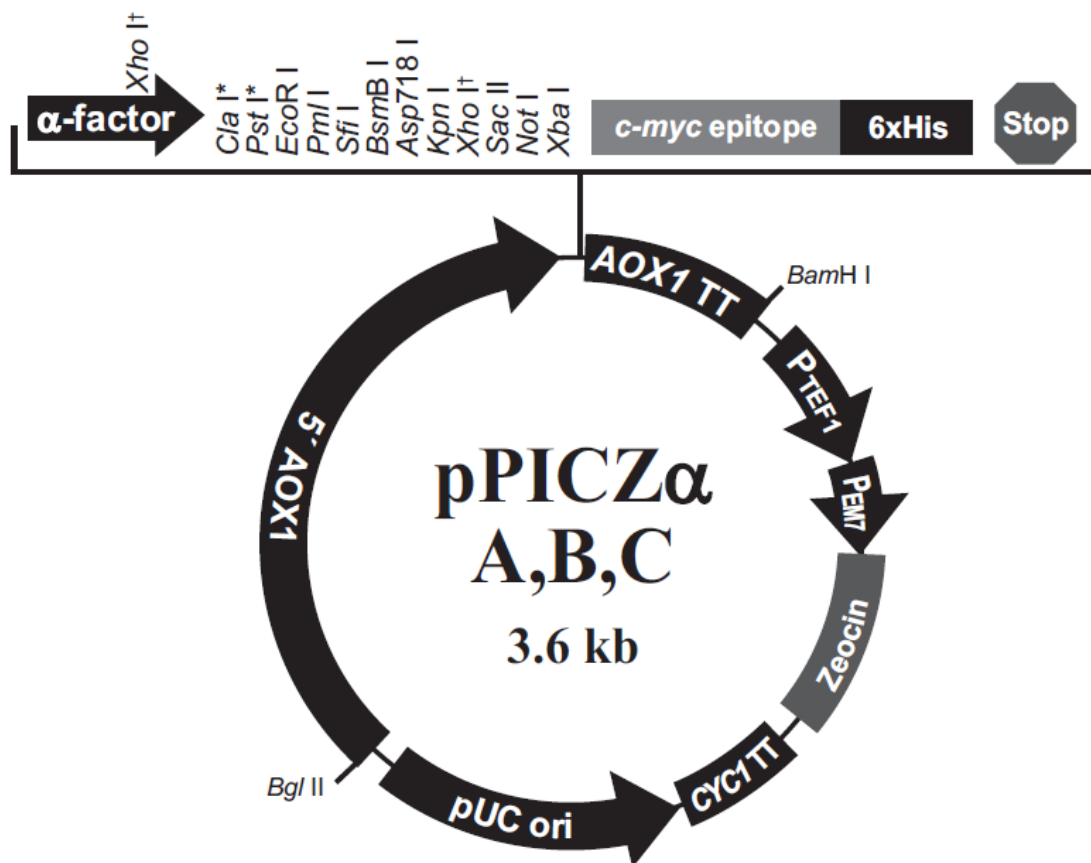 α-factor
Xho I†
Cla I*
Pst I*
EcoR I
Pml I
Sfi I
BsmB I
Asp718 I
Kpn I
Xho I†
Sac II
Not I
Xba I
c-myc epitope
6xHis
Stop
AOX1 TT
BamH I
PTEF1
PEM7
Zeocin
CYC1 TT
pUC ori
Bgl II
5´ AOX1
pPICZα
A,B,C
3.6 kb